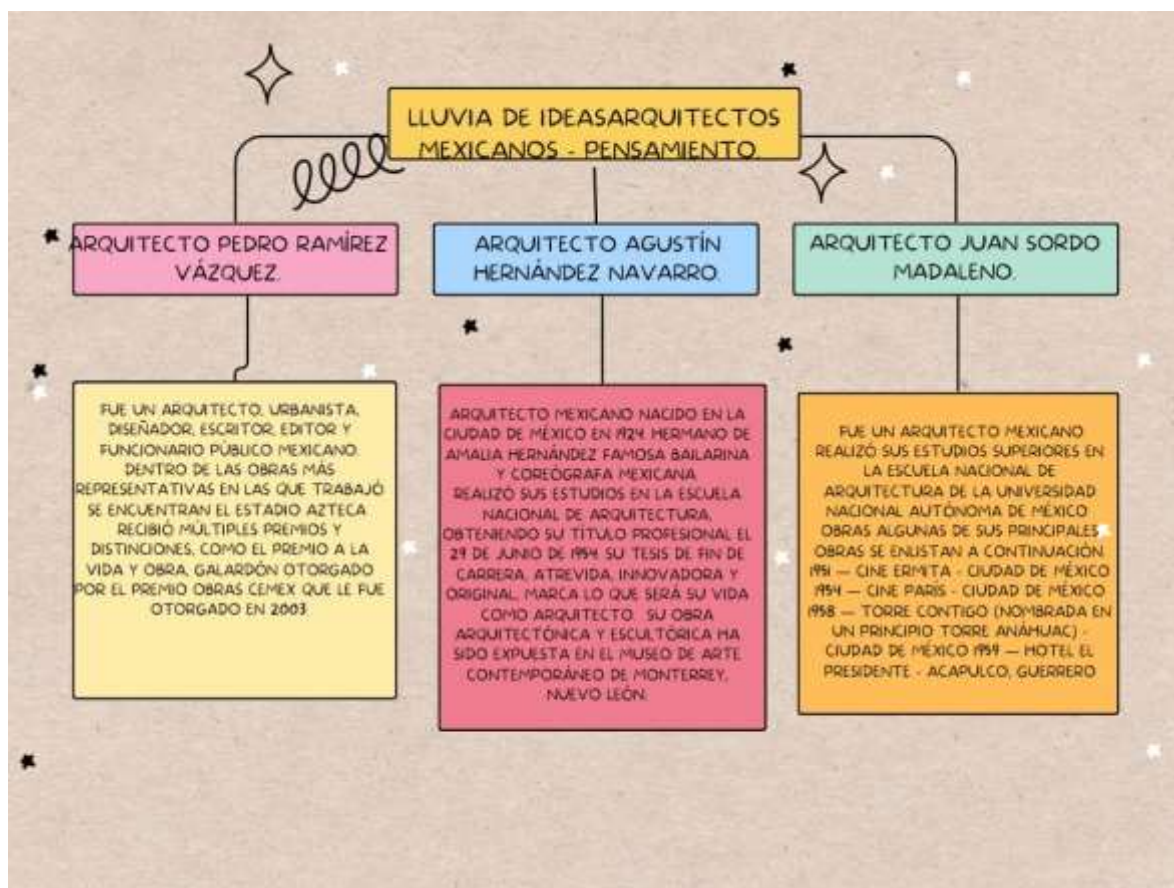 LLUVIA DE IDEASARQUITECTOS
MEXICANOS - PENSAMIENTO.
ARQUITECTO PEDRO RAMÍREZ
VÁZQUEZ.
ARQUITECTO AGUSTÍN
HERNÁNDEZ NAVARRO.
ARQUITECTO JUAN SORDO
MADALENO.
FUE UN ARQUITECTO, URBANISTA,
DISEÑADOR, ESCRITOR, EDITOR Y
FUNCIONARIO PÚBLICO MEXICANO.
DENTRO DE LAS OBRAS MÁS
REPRESENTATIVAS EN LAS QUE TRABAJÓ
SE ENCUENTRAN EL ESTADIO AZTECA
RECIBIÓ MÚLTIPLES PREMIOS Y
DISTINCIONES, COMO EL PREMIO A LA
VIDA Y OBRA, GALARDÓN OTORGADO
POR EL PREMIO OBRAS CEMEX QUE LE FUE
OTORGADO EN 2003
ARQUITECTO MEXICANO NACIDO EN LA
CIUDAD DE MÉXICO EN 1924. HERMANO DE
AMALIA HERNÁNDEZ FAMOSA BAILARINA
Y COREÓGRAFA MEXICANA
REALIZÓ SUS ESTUDIOS EN LA ESCUELA
NACIONAL DE ARQUITECTURA,
OBTENIENDO SU TÍTULO PROFESIONAL EL
29 DE JUNIO DE 1954. SU TESIS DE FIN DE
CARRERA, ATREVIDA, INNOVADORA Y
ORIGINAL, MARCA LO QUE SERÁ SU VIDA
COMO ARQUITECTO. SU OBRA
ARQUITECTÓNICA Y ESCULTÓRICA HA
SIDO EXPUESTA EN EL MUSEO DE ARTE
CONTEMPORÁNEO DE MONTERREY,
NUEVO LEÓN.
FUE UN ARQUITECTO MEXICANO
REALIZÓ SUS ESTUDIOS SUPERIORES EN
LA ESCUELA NACIONAL DE
ARQUITECTURA DE LA UNIVERSIDAD
NACIONAL AUTÓNOMA DE MÉXICO
OBRAS ALGUNAS DE SUS PRINCIPALES
OBRAS SE ENLISTAN A CONTINUACIÓN
1951 — CINE ERMITA - CIUDAD DE MÉXICO
1954 — CINE PARÍS - CIUDAD DE MÉXICO
1958 — TORRE CONTIGO (NOMBRADA EN
UN PRINCIPIO TORRE ANÁHUAC) -
CIUDAD DE MÉXICO 1959 — HOTEL EL
PRESIDENTE - ACAPULCO, GUERRERO